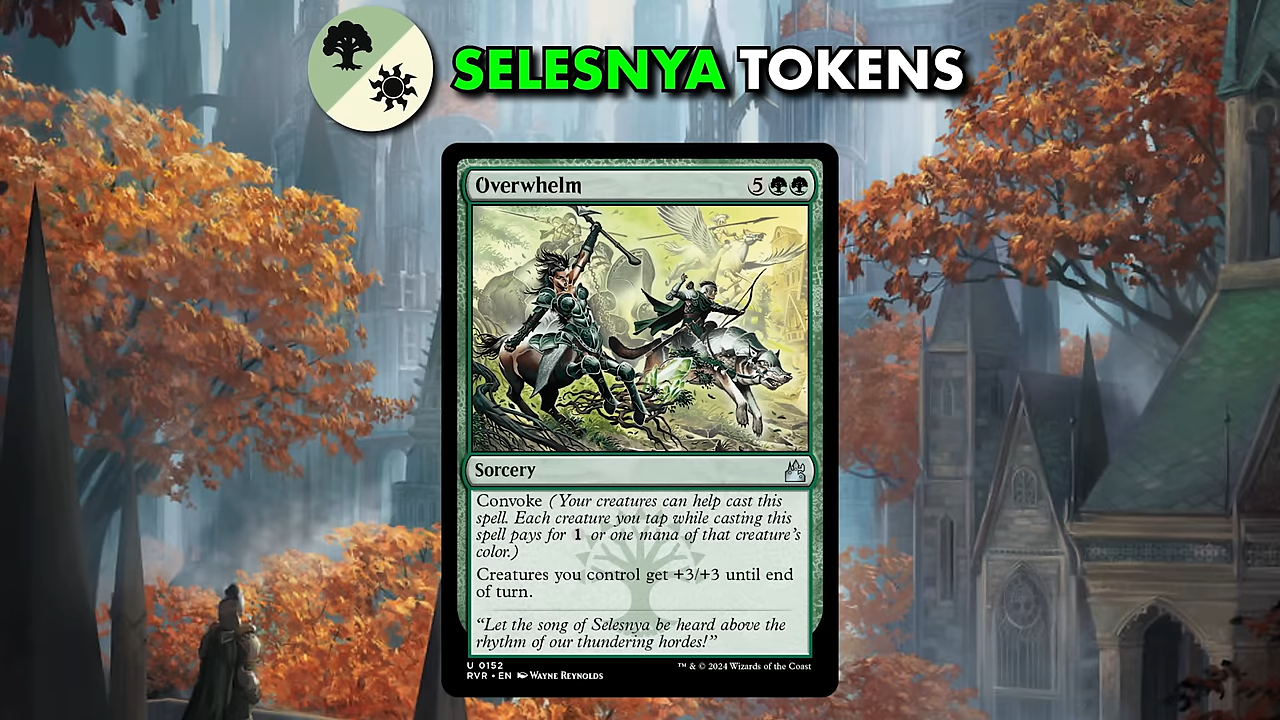 SELESNYA TOKENS
Overwhelm 5
Sorcery
Convoke (Your creatures can help cast this
spell. Each creature you tap while casting this
spell pays for 1 or one mana of that creature's
color.)
Creatures you control get +3/+3 until end
of turn.
"Let the song of Selesnya be heard above the
rhythm of our thundering hordes!"
U 0152 ™ & © 2024 Wizards of the Coast
RVR • EN Wayne Reynolds